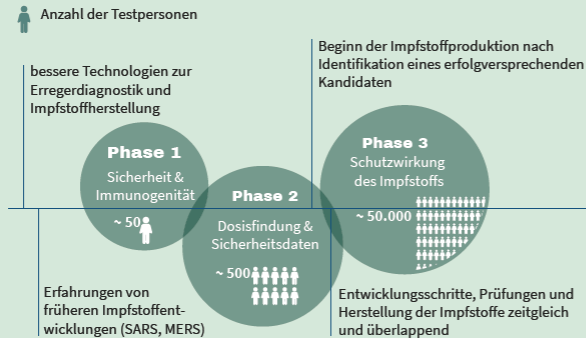 Anzahl der Testpersonen
bessere Technologien zur
Erregerdiagnostik und
Impfstoffherstellung
Beginn der Impfstoffproduktion nach
Identifikation eines erfolgversprechenden
Kandidaten
Phase 1
Sicherheit &
Immunogenität
~ 50
Phase 2
Dosisfindung &
Sicherheitsdaten
~ 500
Phase 3
Schutzwirkung
des Impfstoffs
~ 50.000
Erfahrungen von
früheren Impfstoffent-
wicklungen (SARS, MERS)
Entwicklungsschritte, Prüfungen und
Herstellung der Impfstoffe zeitgleich
und überlappend